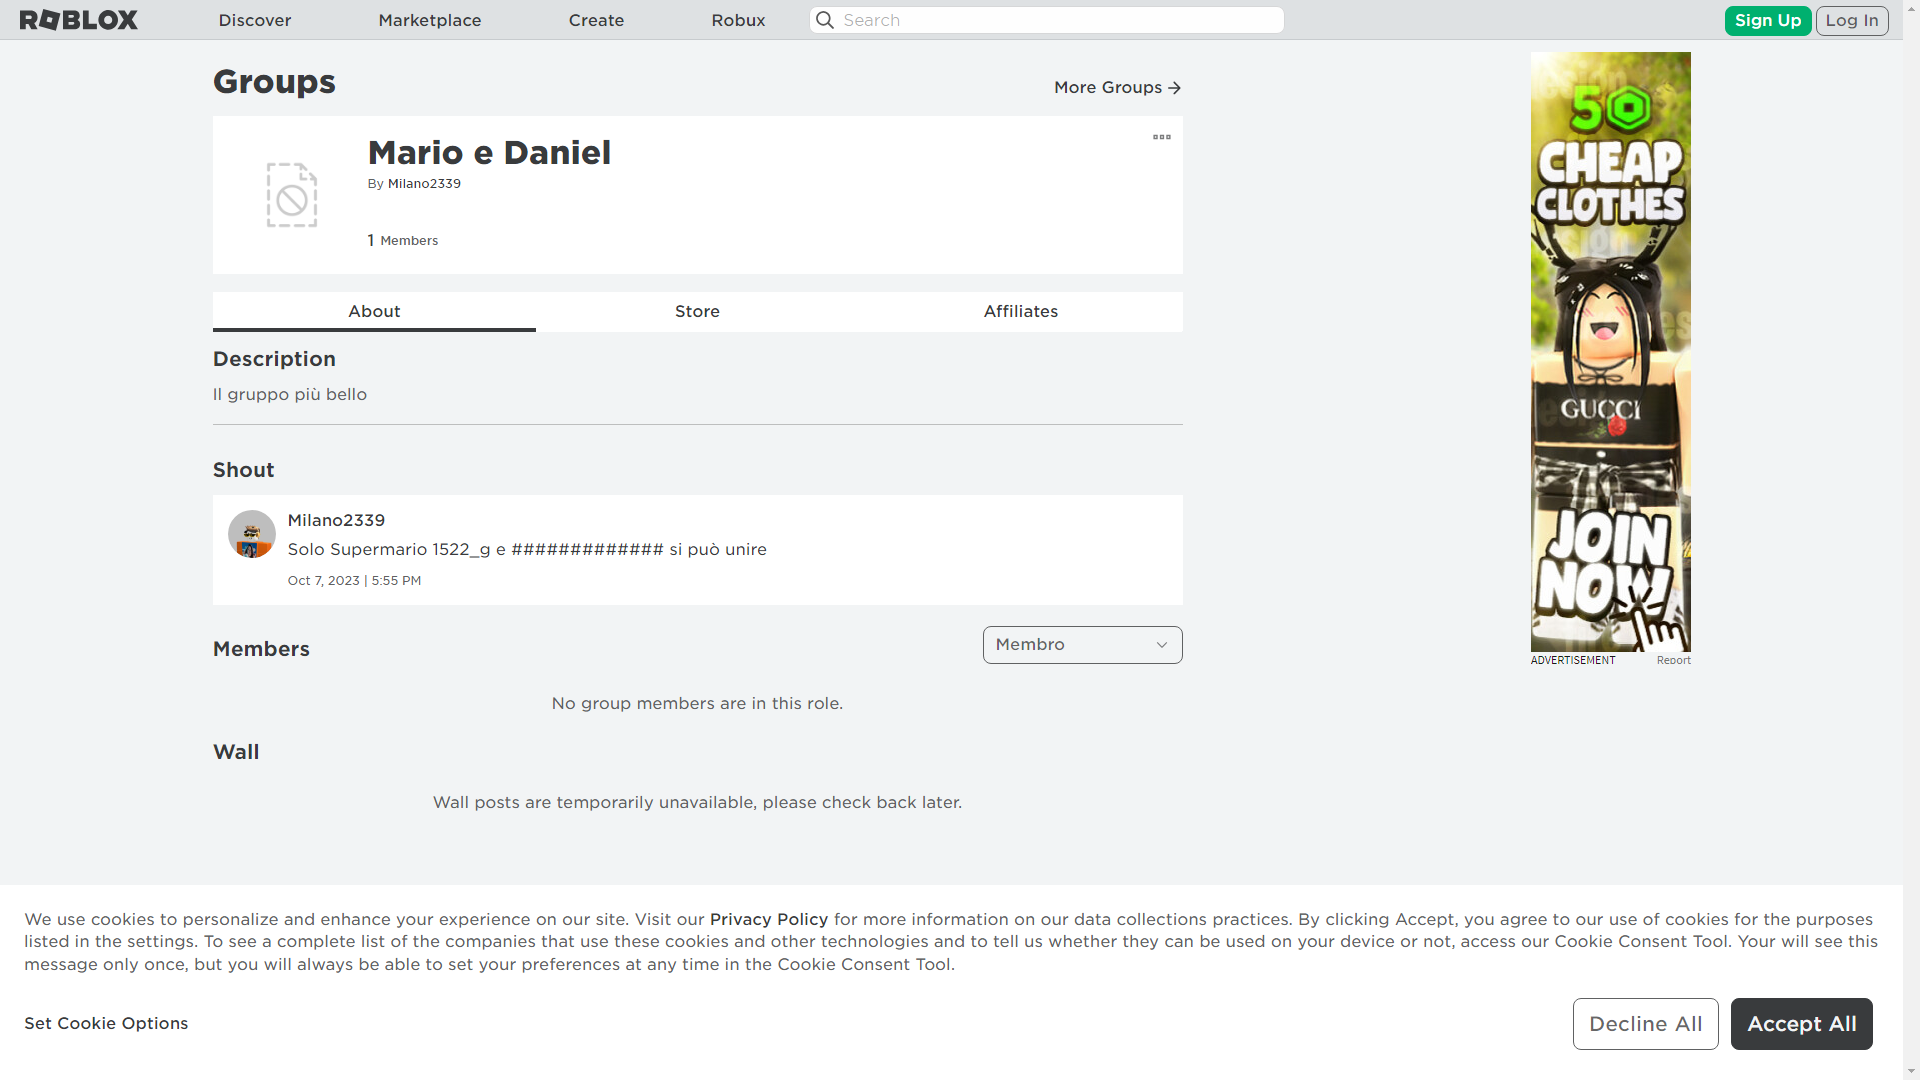 ROBLOX
Discover
Marketplace
Create
Robux
Search
Sign Up
Log In
Groups
More Groups
Mario e Daniel
By Milano2339
1 Members
About
Store
Affiliates
Description
Il gruppo più bello
Shout
Milano2339
Solo Supermario 1522_g e ############# si può unire
Oct 7, 2023 | 5:55 PM
Members
Membro
No group members are in this role.
Wall
Wall posts are temporarily unavailable, please check back later.
50
CHEAP
CLOTHES
GUCCI
JOIN
NOW
ADVERTISEMENT
Report
We use cookies to personalize and enhance your experience on our site. Visit our Privacy Policy for more information on our data collections practices. By clicking Accept, you agree to our use of cookies for the purposes
listed in the settings. To see a complete list of the companies that use these cookies and other technologies and to tell us whether they can be used on your device or not, access our Cookie Consent Tool. Your will see this
message only once, but you will always be able to set your preferences at any time in the Cookie Consent Tool.
Set Cookie Options
Decline All
Accept All